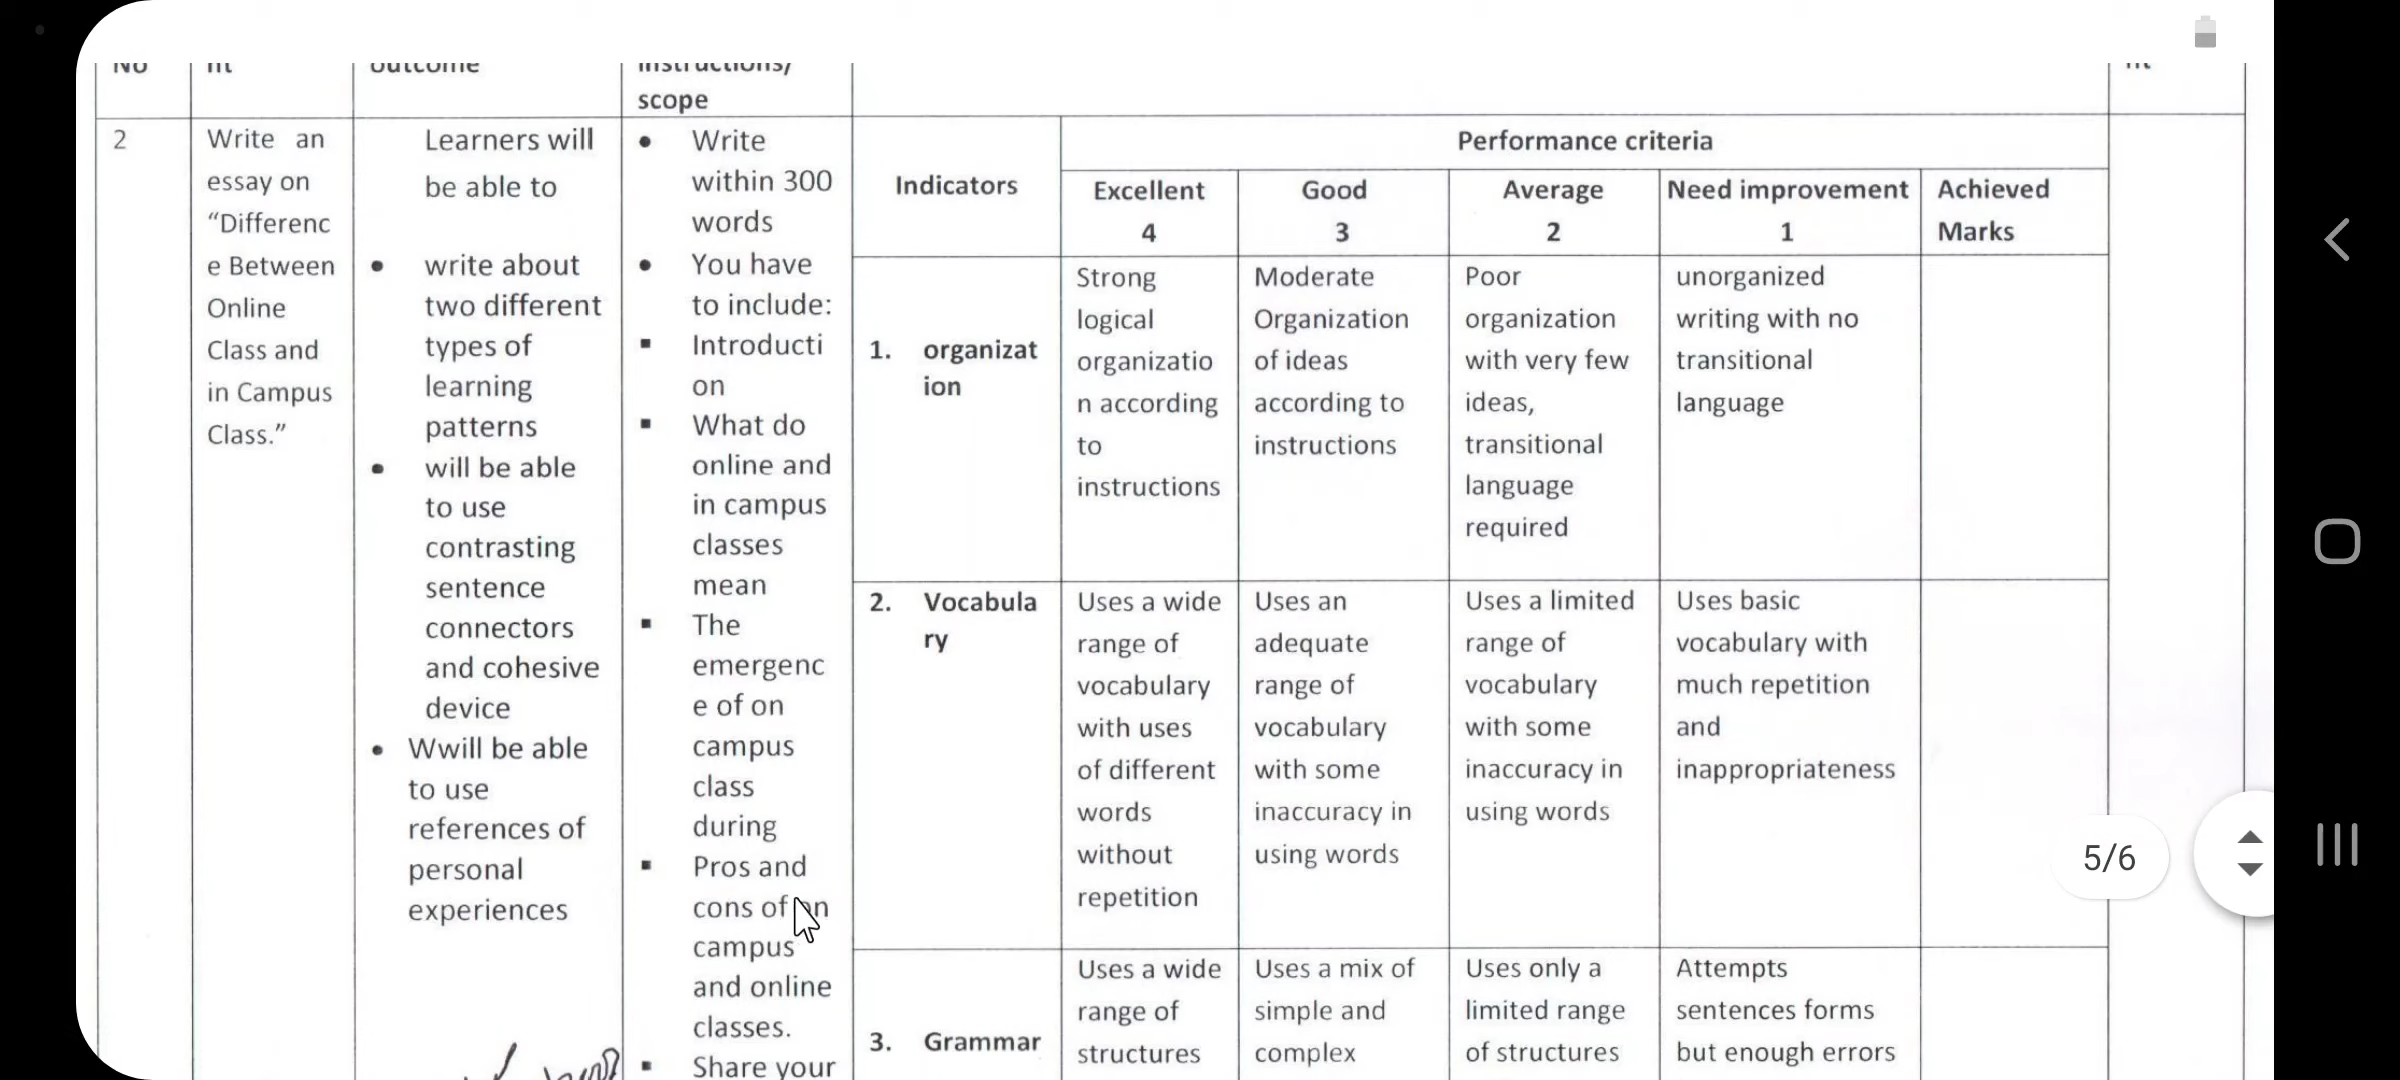 scope
2
Write an
essay on
“Differenc
e Between
Online
Class and
in Campus
Class.”
Learners will
be able to
• write about
two different
types of
learning
patterns
• will be able
to use
contrasting
sentence
connectors
and cohesive
device
• Wwill be able
to use
references of
personal
experiences
• Write
within 300
words
• You have
to include:
▪ Introducti
on
▪ What do
online and
in campus
classes
mean
▪ The
emergenc
e of on
campus
class
during
▪ Pros and
cons of on
campus
and online
classes.
▪ Share your
Indicators
Performance criteria
Excellent
4
Good
3
Average
2
Need improvement
1
Achieved
Marks
1. organizat
ion
Strong
logical
organizatio
n according
to
instructions
Moderate
Organization
of ideas
according to
instructions
Poor
organization
with very few
ideas,
transitional
language
required
unorganized
writing with no
transitional
language
2. Vocabula
ry
Uses a wide
range of
vocabulary
with uses
of different
words
without
repetition
Uses an
adequate
range of
vocabulary
with some
inaccuracy in
using words
Uses a limited
range of
vocabulary
with some
inaccuracy in
using words
Uses basic
vocabulary with
much repetition
and
inappropriateness
3. Grammar
Uses a wide
range of
structures
Uses a mix of
simple and
complex
Uses only a
limited range
of structures
Attempts
sentences forms
but enough errors
5/6